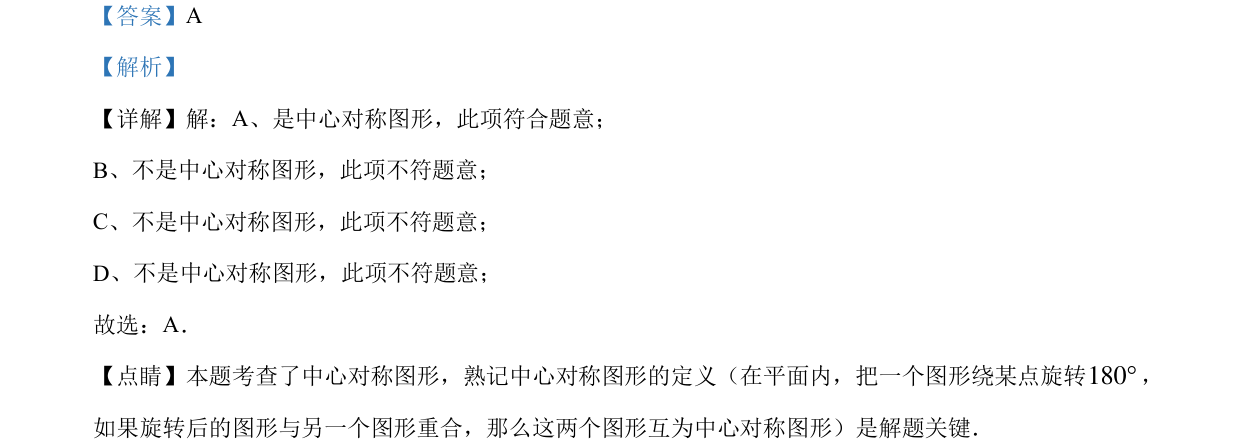 【答案】A
【解析】
【详解】解：A、是中心对称图形，此项符合题意；
B、不是中心对称图形，此项不符题意；
C、不是中心对称图形，此项不符题意；
D、不是中心对称图形，此项不符题意；
故选：A．
【点睛】本题考查了中心对称图形，熟记中心对称图形的定义（在平面内，把一个图形绕某点旋转180°，
如果旋转后的图形与另一个图形重合，那么这两个图形互为中心对称图形）是解题关键．